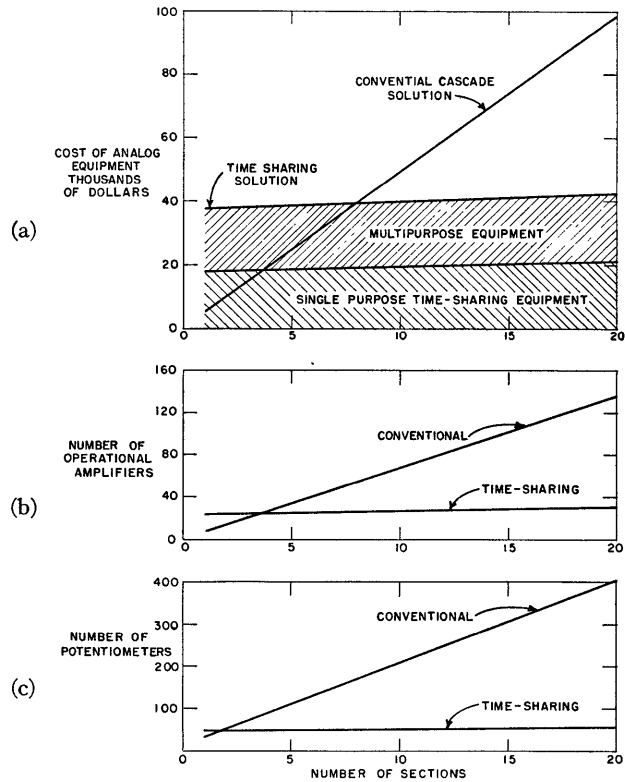 (a)
COST OF ANALOG
EQUIPMENT
THOUSANDS
OF DOLLARS
100
80
60
40
20
0
CONVENTIAL CASCADE
SOLUTION
TIME SHARING
SOLUTION
MULTIPURPOSE EQUIPMENT
SINGLE PURPOSE TIME-SHARING EQUIPMENT
0 5 10 15 20
(b)
NUMBER OF
OPERATIONAL
AMPLIFIERS
160
120
80
40
0
CONVENTIONAL
TIME-SHARING
5 10 15 20
(c)
NUMBER OF
POTENTIOMETERS
400
300
200
100
CONVENTIONAL
TIME-SHARING
0 5 10 15 20
NUMBER OF SECTIONS